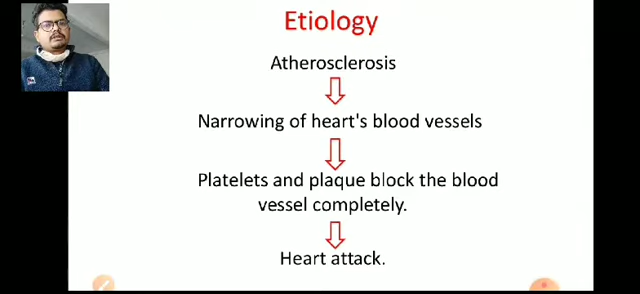 Etiology
Atherosclerosis
Narrowing of heart's blood vessels
Platelets and plaque block the blood
vessel completely.
Heart attack.